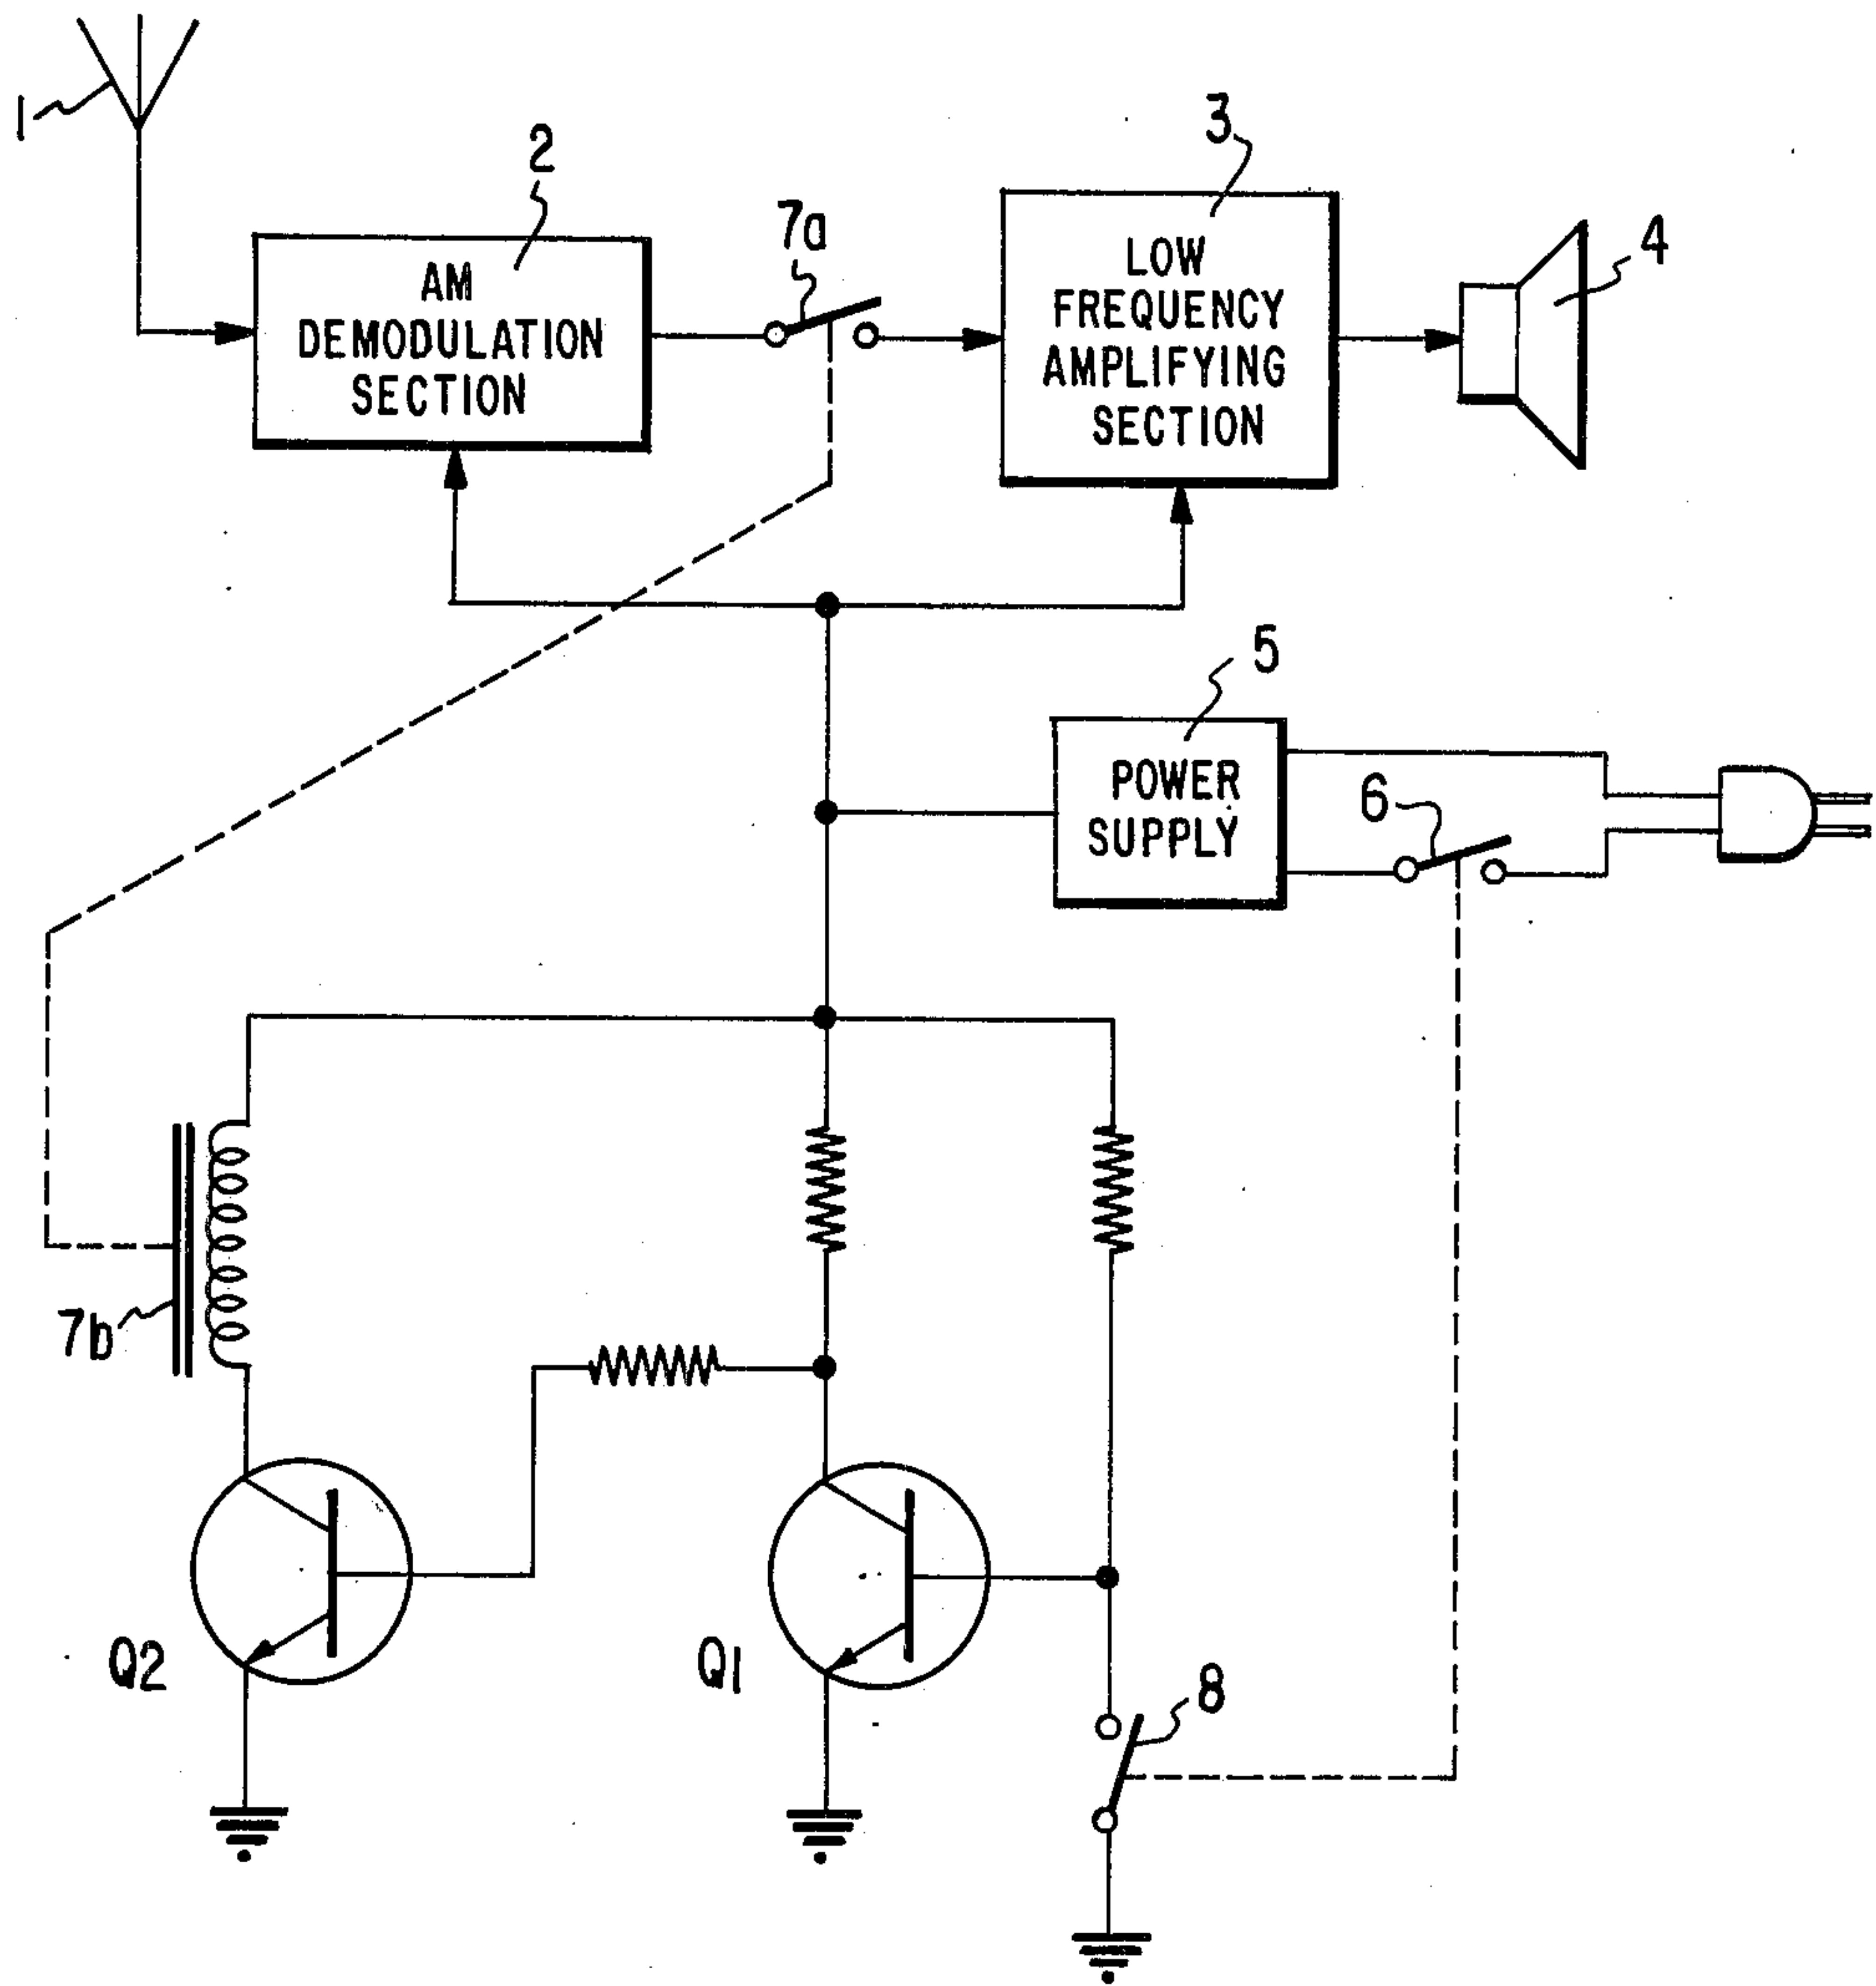 1
2
AM
DEMODULATION
SECTION
7a
3
LOW
FREQUENCY
AMPLIFYING
SECTION
4
5
POWER
SUPPLY
6
7b
Q2
Q1
8